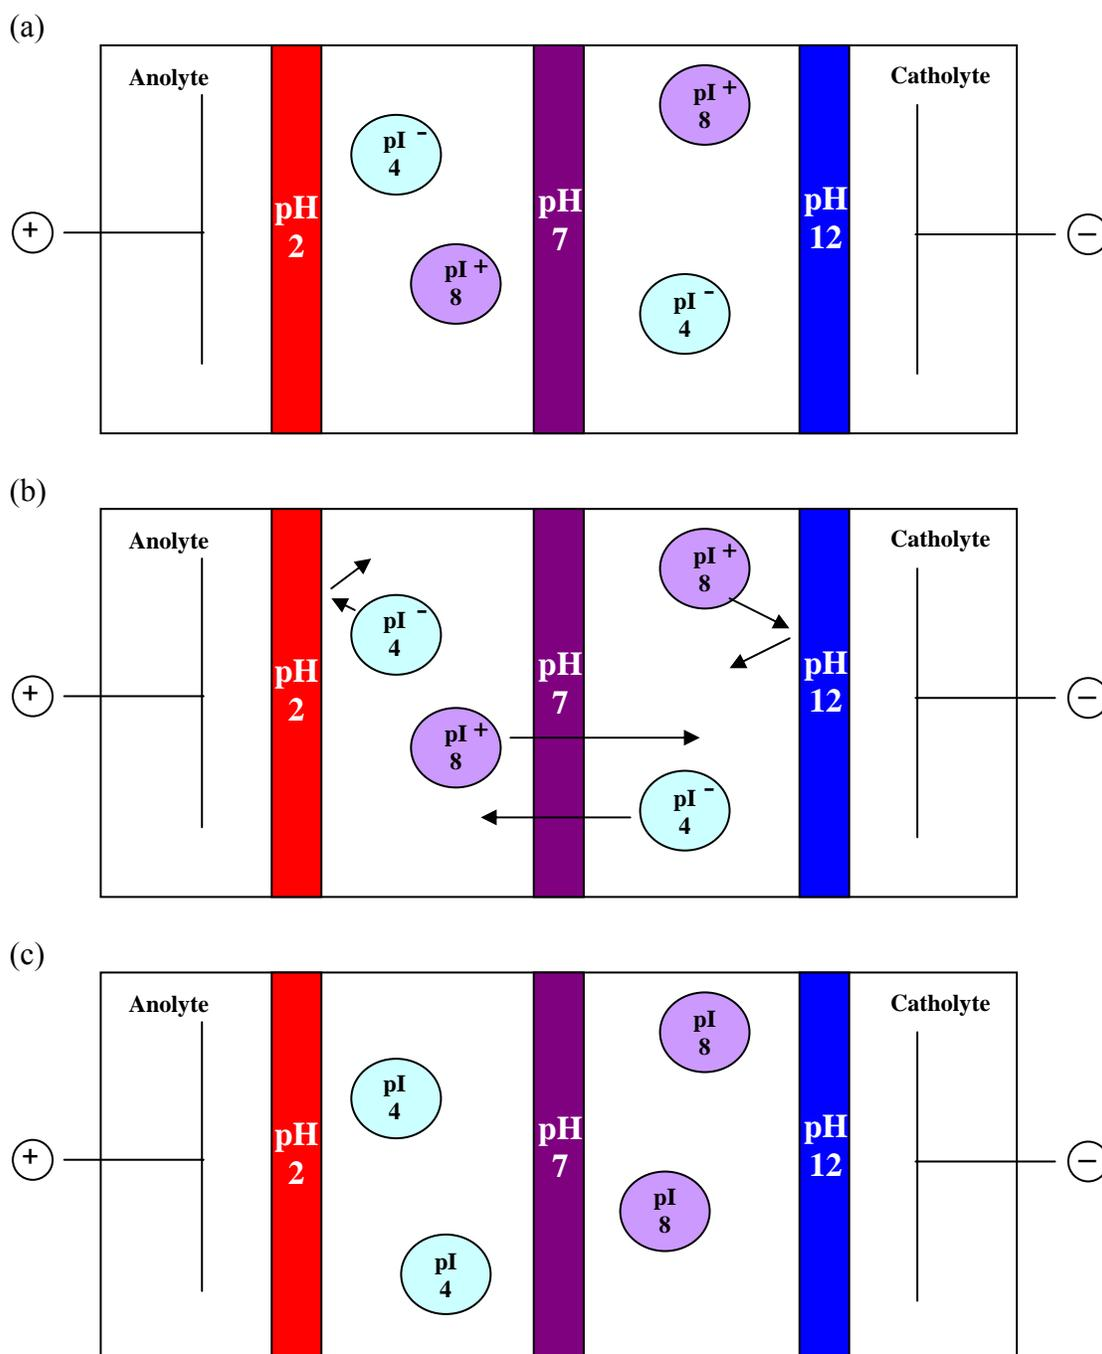 (a)
Anolyte
Catholyte
pI +
8
pI -
4
pH
2
pH
7
pH
12
+
−
pI +
8
pI -
4
(b)
Anolyte
Catholyte
pI +
8
pI -
4
pH
2
pH
7
pH
12
+
−
pI +
8
pI -
4
(c)
Anolyte
Catholyte
pI
8
pI
4
pH
2
pH
7
pH
12
+
−
pI
8
pI
4